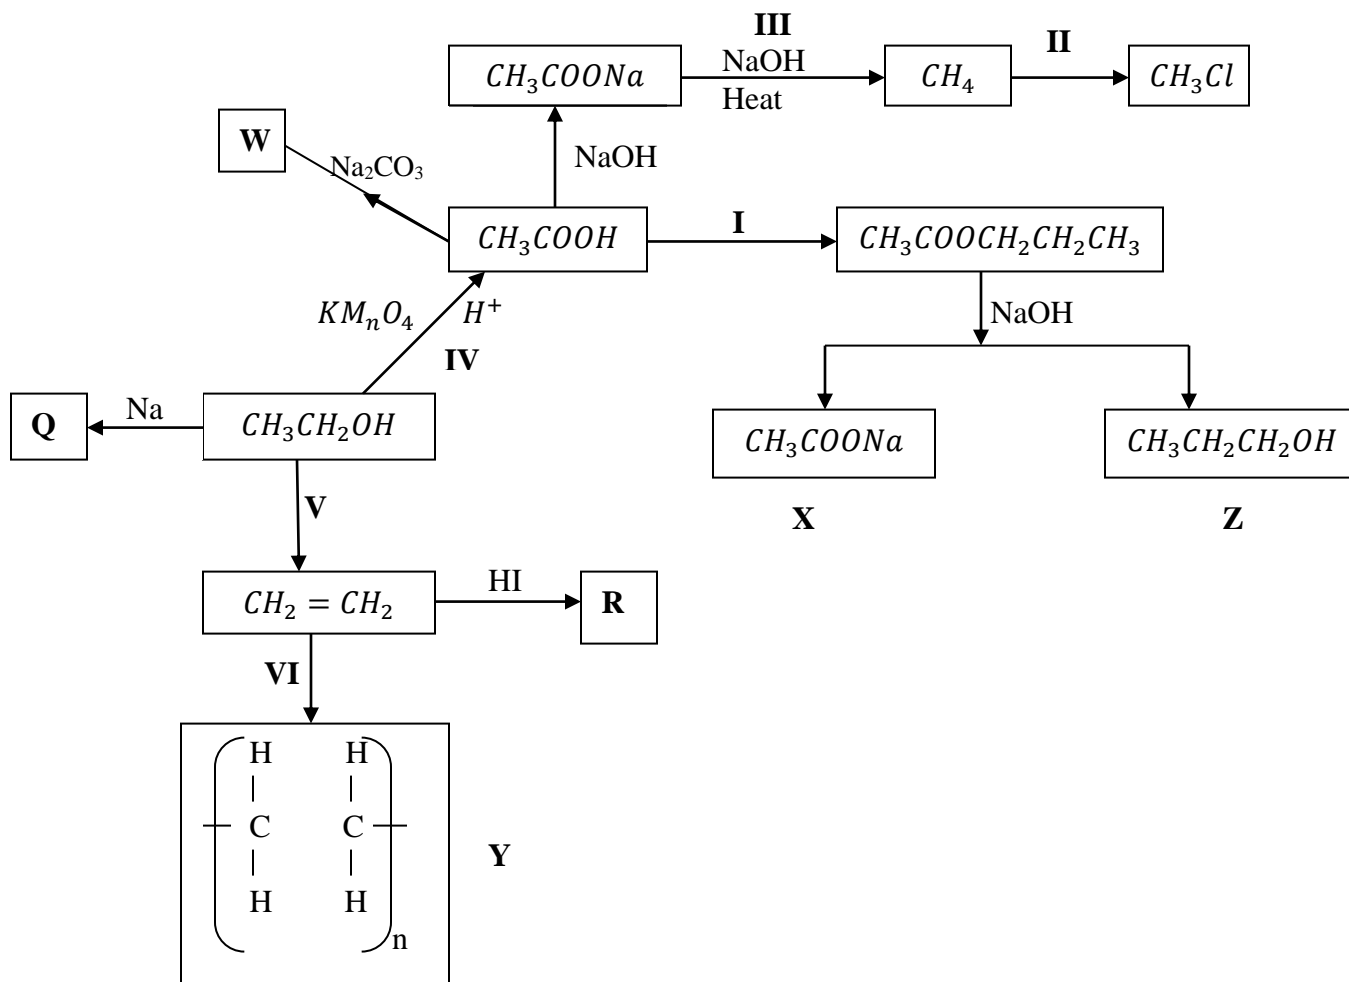 III
II
CH₃COONa
NaOH
Heat
CH₄
CH₃Cl
W
Na₂CO₃
NaOH
CH₃COOH
I
CH₃COOCH₂CH₂CH₃
KMₙO₄
H⁺
NaOH
IV
Q
Na
CH₃CH₂OH
CH₃COONa
CH₃CH₂CH₂OH
V
X
Z
CH₂ = CH₂
HI
R
VI
H H
C C
Y
H H
n